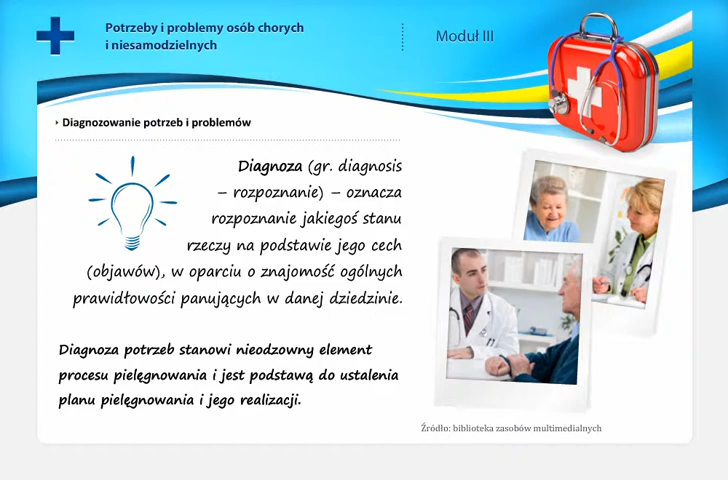 Potrzeby i problemy osób chorych
i niesamodzielnych
Moduł III
Diagnozowanie potrzeb i problemów
Diagnoza (gr. diagnosis
– rozpoznanie) – oznacza
rozpoznanie jakiegoś stanu
rzeczy na podstawie jego cech
(objawów), w oparciu o znajomość ogólnych
prawidłowości panujących w danej dziedzinie.
Diagnoza potrzeb stanowi nieodzowny element
procesu pielęgnowania i jest podstawą do ustalenia
planu pielęgnowania i jego realizacji.
Źródło: biblioteka zasobów multimedialnych